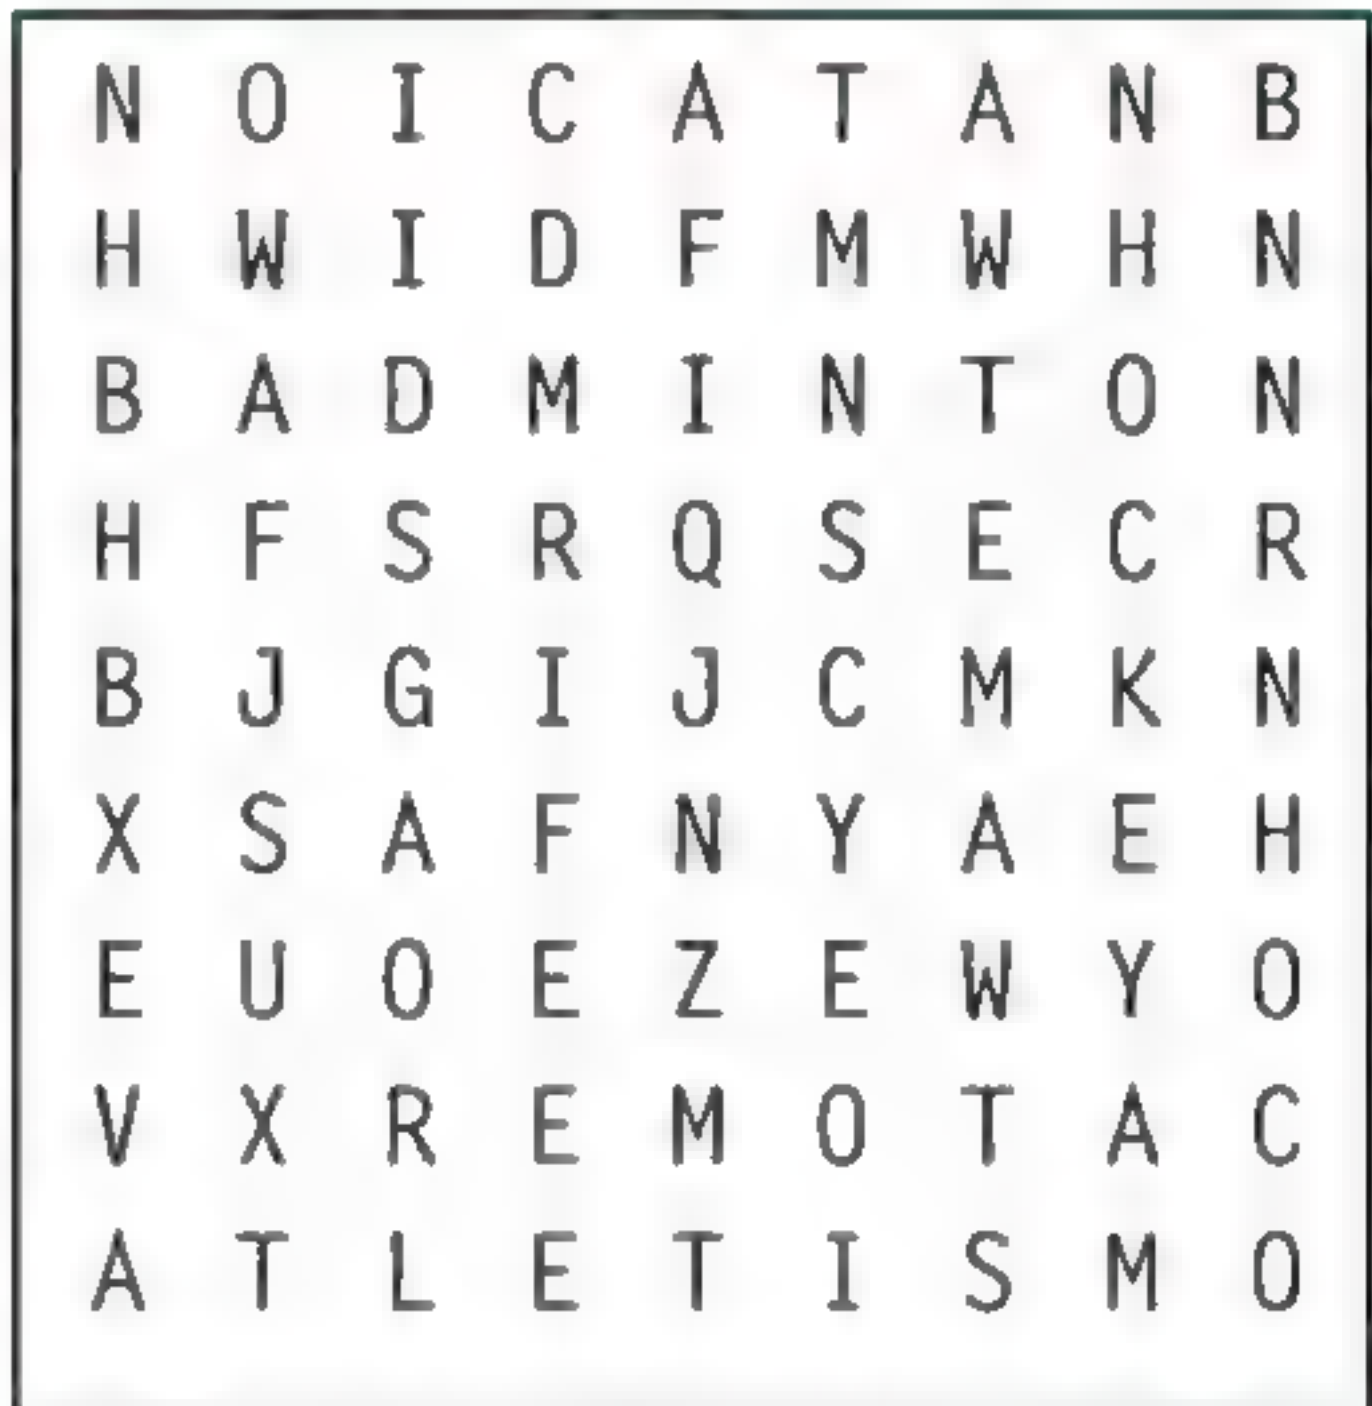 N O I C A T A N B
H W I D F M W H N
B A D M I N T O N
H F S R Q S E C R
B J G I J C M K N
X S A F N Y A E H
E U O E Z E W Y O
V X R E M O T A C
A T L E T I S M O